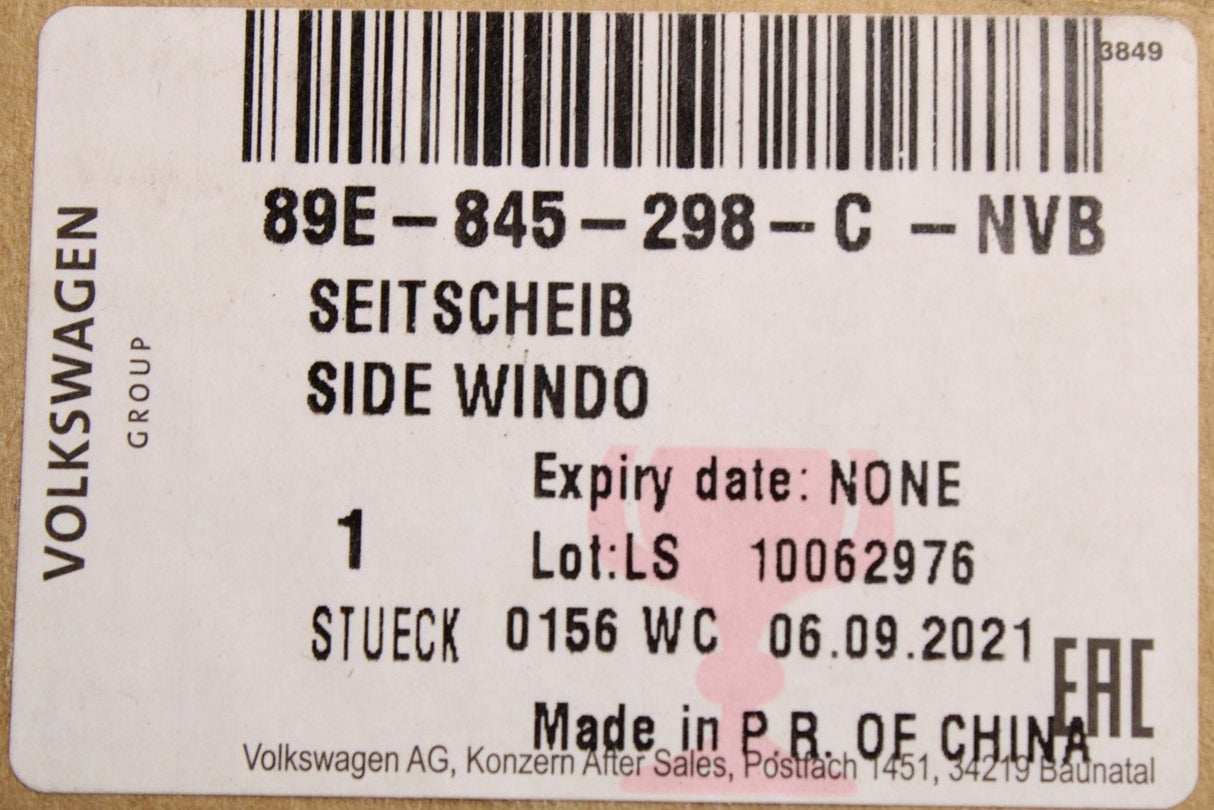 3849
89E-845-298-C -NVB
SEITSCHEIB
SIDE WINDO
Expiry date: NONE
1
Lot:LS 10062976
STUECK 0156 WC 06.09.2021
EAC
Made in P.R. OF CHINA
Volkswagen AG, Konzern After Sales, Postfach 1451, 34219 Baunatal
VOLKSWAGEN
GROUP